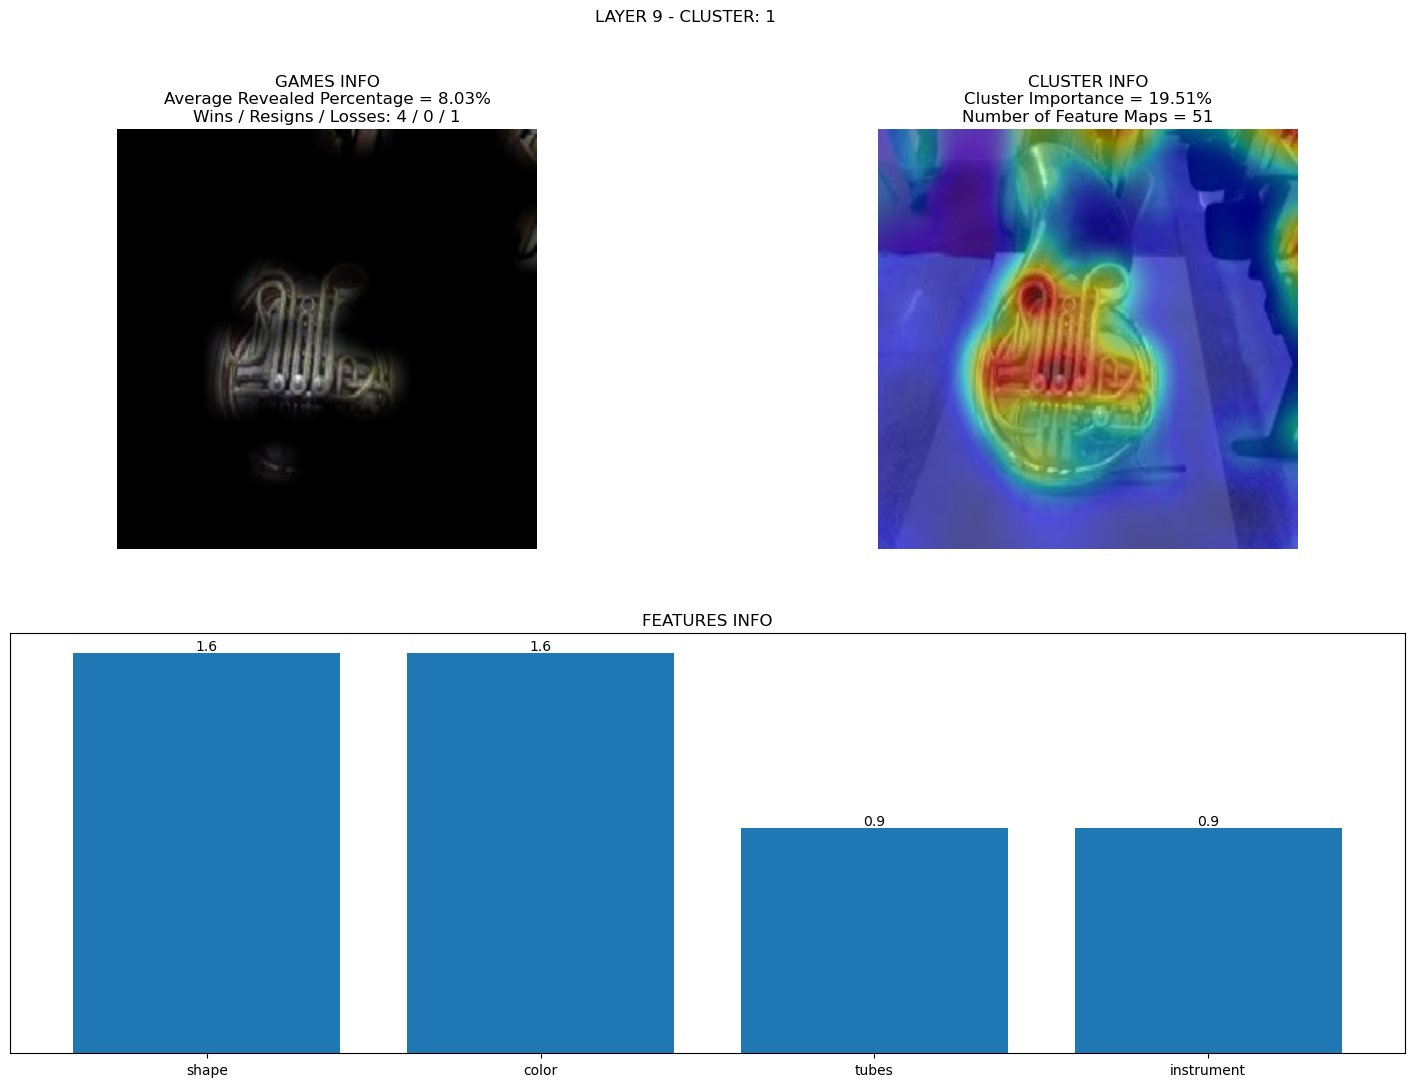 LAYER 9 - CLUSTER: 1
GAMES INFO
Average Revealed Percentage = 8.03%
Wins / Resigns / Losses: 4 / 0 / 1
CLUSTER INFO
Cluster Importance = 19.51%
Number of Feature Maps = 51
FEATURES INFO
1.6
1.6
0.9
0.9
shape
color
tubes
instrument